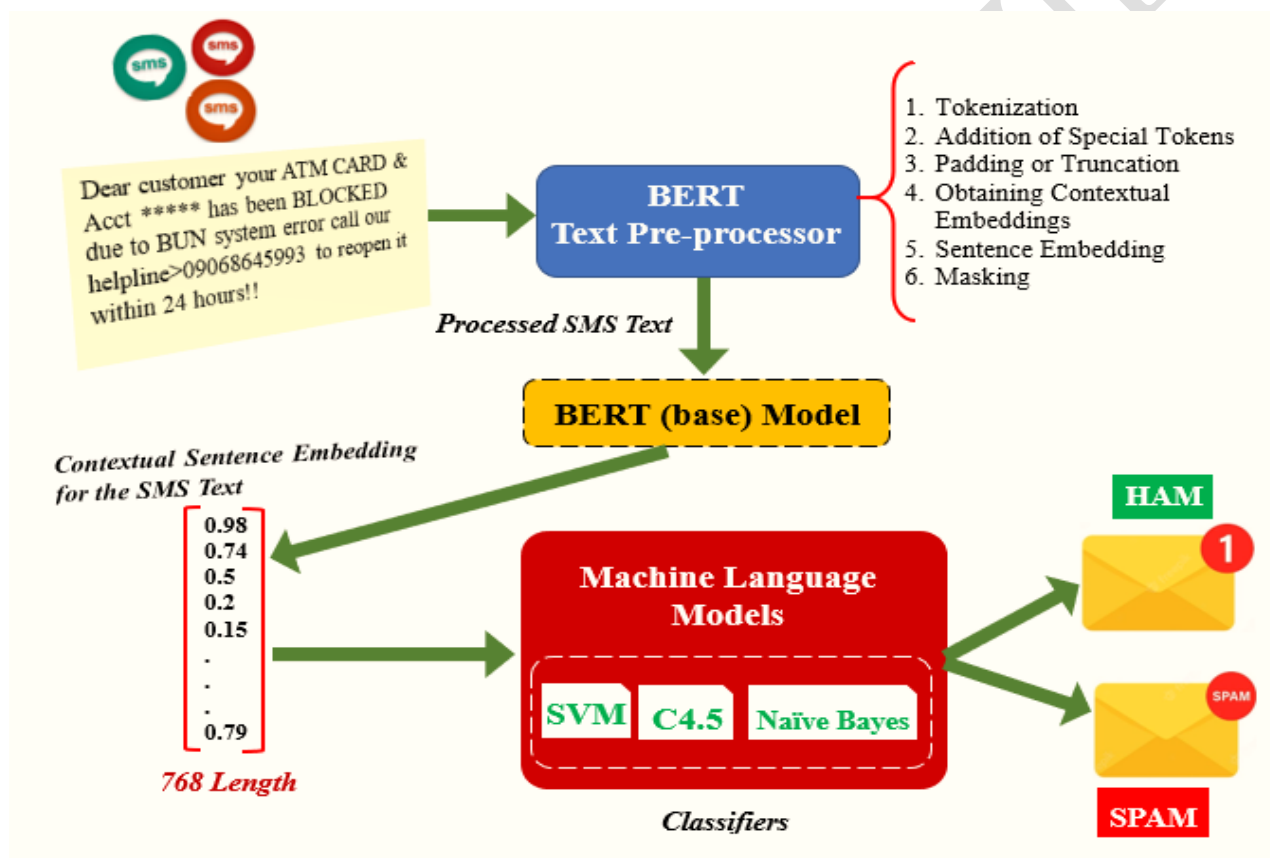 sms
sms
sms
Dear customer your ATM CARD &
Acct ***** has been BLOCKED
due to BUN system error call our
helpline>09068645993 to reopen it
within 24 hours!!
BERT
Text Pre-processor
1. Tokenization
2. Addition of Special Tokens
3. Padding or Truncation
4. Obtaining Contextual
Embeddings
5. Sentence Embedding
6. Masking
Processed SMS Text
BERT (base) Model
Contextual Sentence Embedding
for the SMS Text
0.98
0.74
0.5
0.2
0.15
.
.
.
0.79
768 Length
Machine Language
Models
SVM
C4.5
Naïve Bayes
Classifiers
HAM
1
SPAM
SPAM